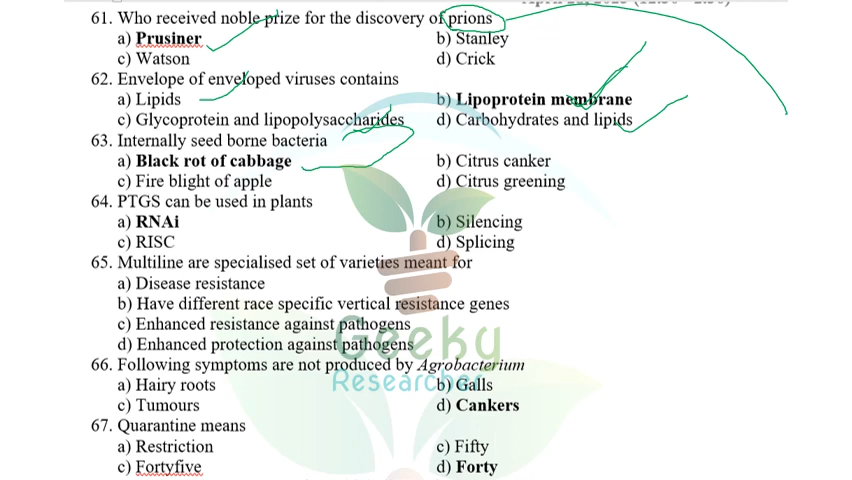 61. Who received noble prize for the discovery of prions
a) Prusiner b) Stanley
c) Watson d) Crick
62. Envelope of enveloped viruses contains
a) Lipids b) Lipoprotein membrane
c) Glycoprotein and lipopolysaccharides d) Carbohydrates and lipids
63. Internally seed borne bacteria
a) Black rot of cabbage b) Citrus canker
c) Fire blight of apple d) Citrus greening
64. PTGS can be used in plants
a) RNAi b) Silencing
c) RISC d) Splicing
65. Multiline are specialised set of varieties meant for
a) Disease resistance
b) Have different race specific vertical resistance genes
c) Enhanced resistance against pathogens
d) Enhanced protection against pathogens
Geeky
66. Following symptoms are not produced by Agrobacterium
Researcher
a) Hairy roots b) Galls
c) Tumours d) Cankers
67. Quarantine means
a) Restriction c) Fifty
c) Fortyfive d) Forty